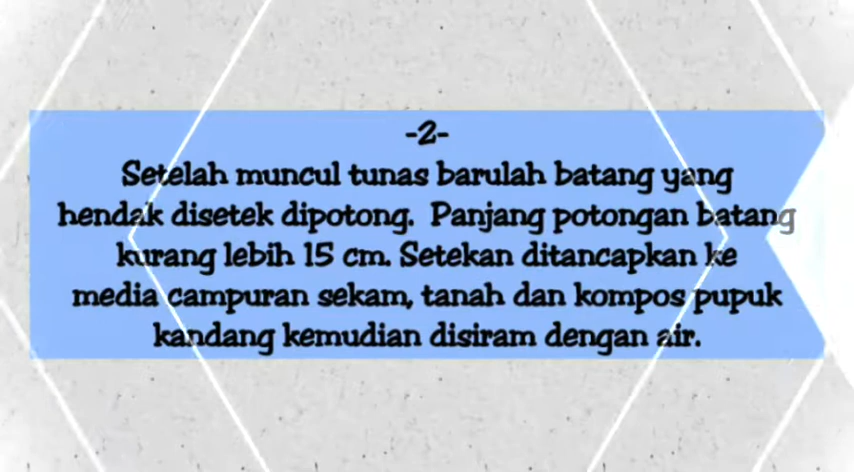 -2-
Setelah muncul tunas barulah batang yang
hendak disetek dipotong. Panjang potongan batang
kurang lebih 15 cm. Setekan ditancapkan ke
media campuran sekam, tanah dan kompos pupuk
kandang kemudian disiram dengan air.